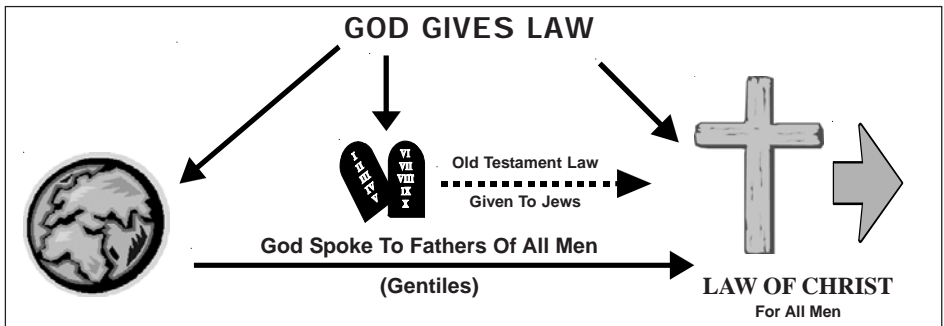 GOD GIVES LAW
I
II
III
IV
V
VI
VII
VIII
IX
X
Old Testament Law
Given To Jews
God Spoke To Fathers Of All Men
(Gentiles)
LAW OF CHRIST
For All Men